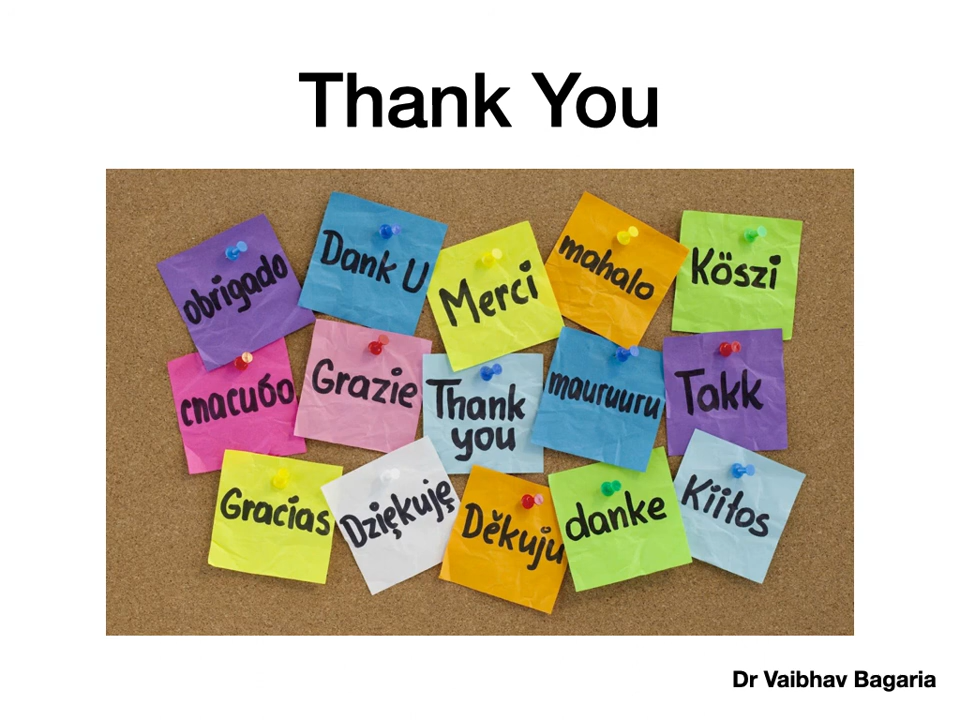 Thank You
obrigado
Dank U
Merci
mahalo
Köszi
спасибо
Grazie
Thank
you
mauruuru
Takk
Gracias
Dziękuję
Děkuju
danke
Kiitos
Dr Vaibhav Bagaria